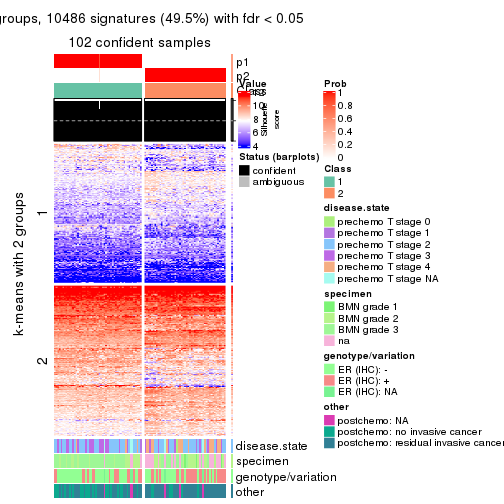 groups, 10486 signatures (49.5%) with fdr < 0.05
102 confident samples
p1
p2
Class
Silhouette
score
k-means with 2 groups
1
2
disease.state
specimen
genotype/variation
other
Value
10
8
6
4
Status (barplots)
confident
ambiguous
Prob
1
0.8
0.6
0.4
0.2
0
Class
1
2
disease.state
prechemo T stage 0
prechemo T stage 1
prechemo T stage 2
prechemo T stage 3
prechemo T stage 4
prechemo T stage NA
specimen
BMN grade 1
BMN grade 2
BMN grade 3
na
genotype/variation
ER (IHC): -
ER (IHC): +
ER (IHC): NA
other
postchemo: NA
postchemo: no invasive cancer
postchemo: residual invasive cancer